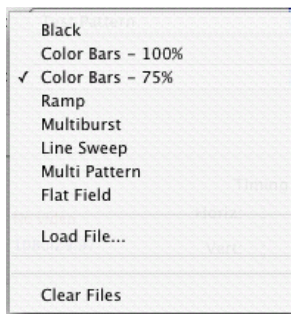 Black
Color Bars – 100%
✓ Color Bars – 75%
Ramp
Multiburst
Line Sweep
Multi Pattern
Flat Field
Load File...
Clear Files
Timing